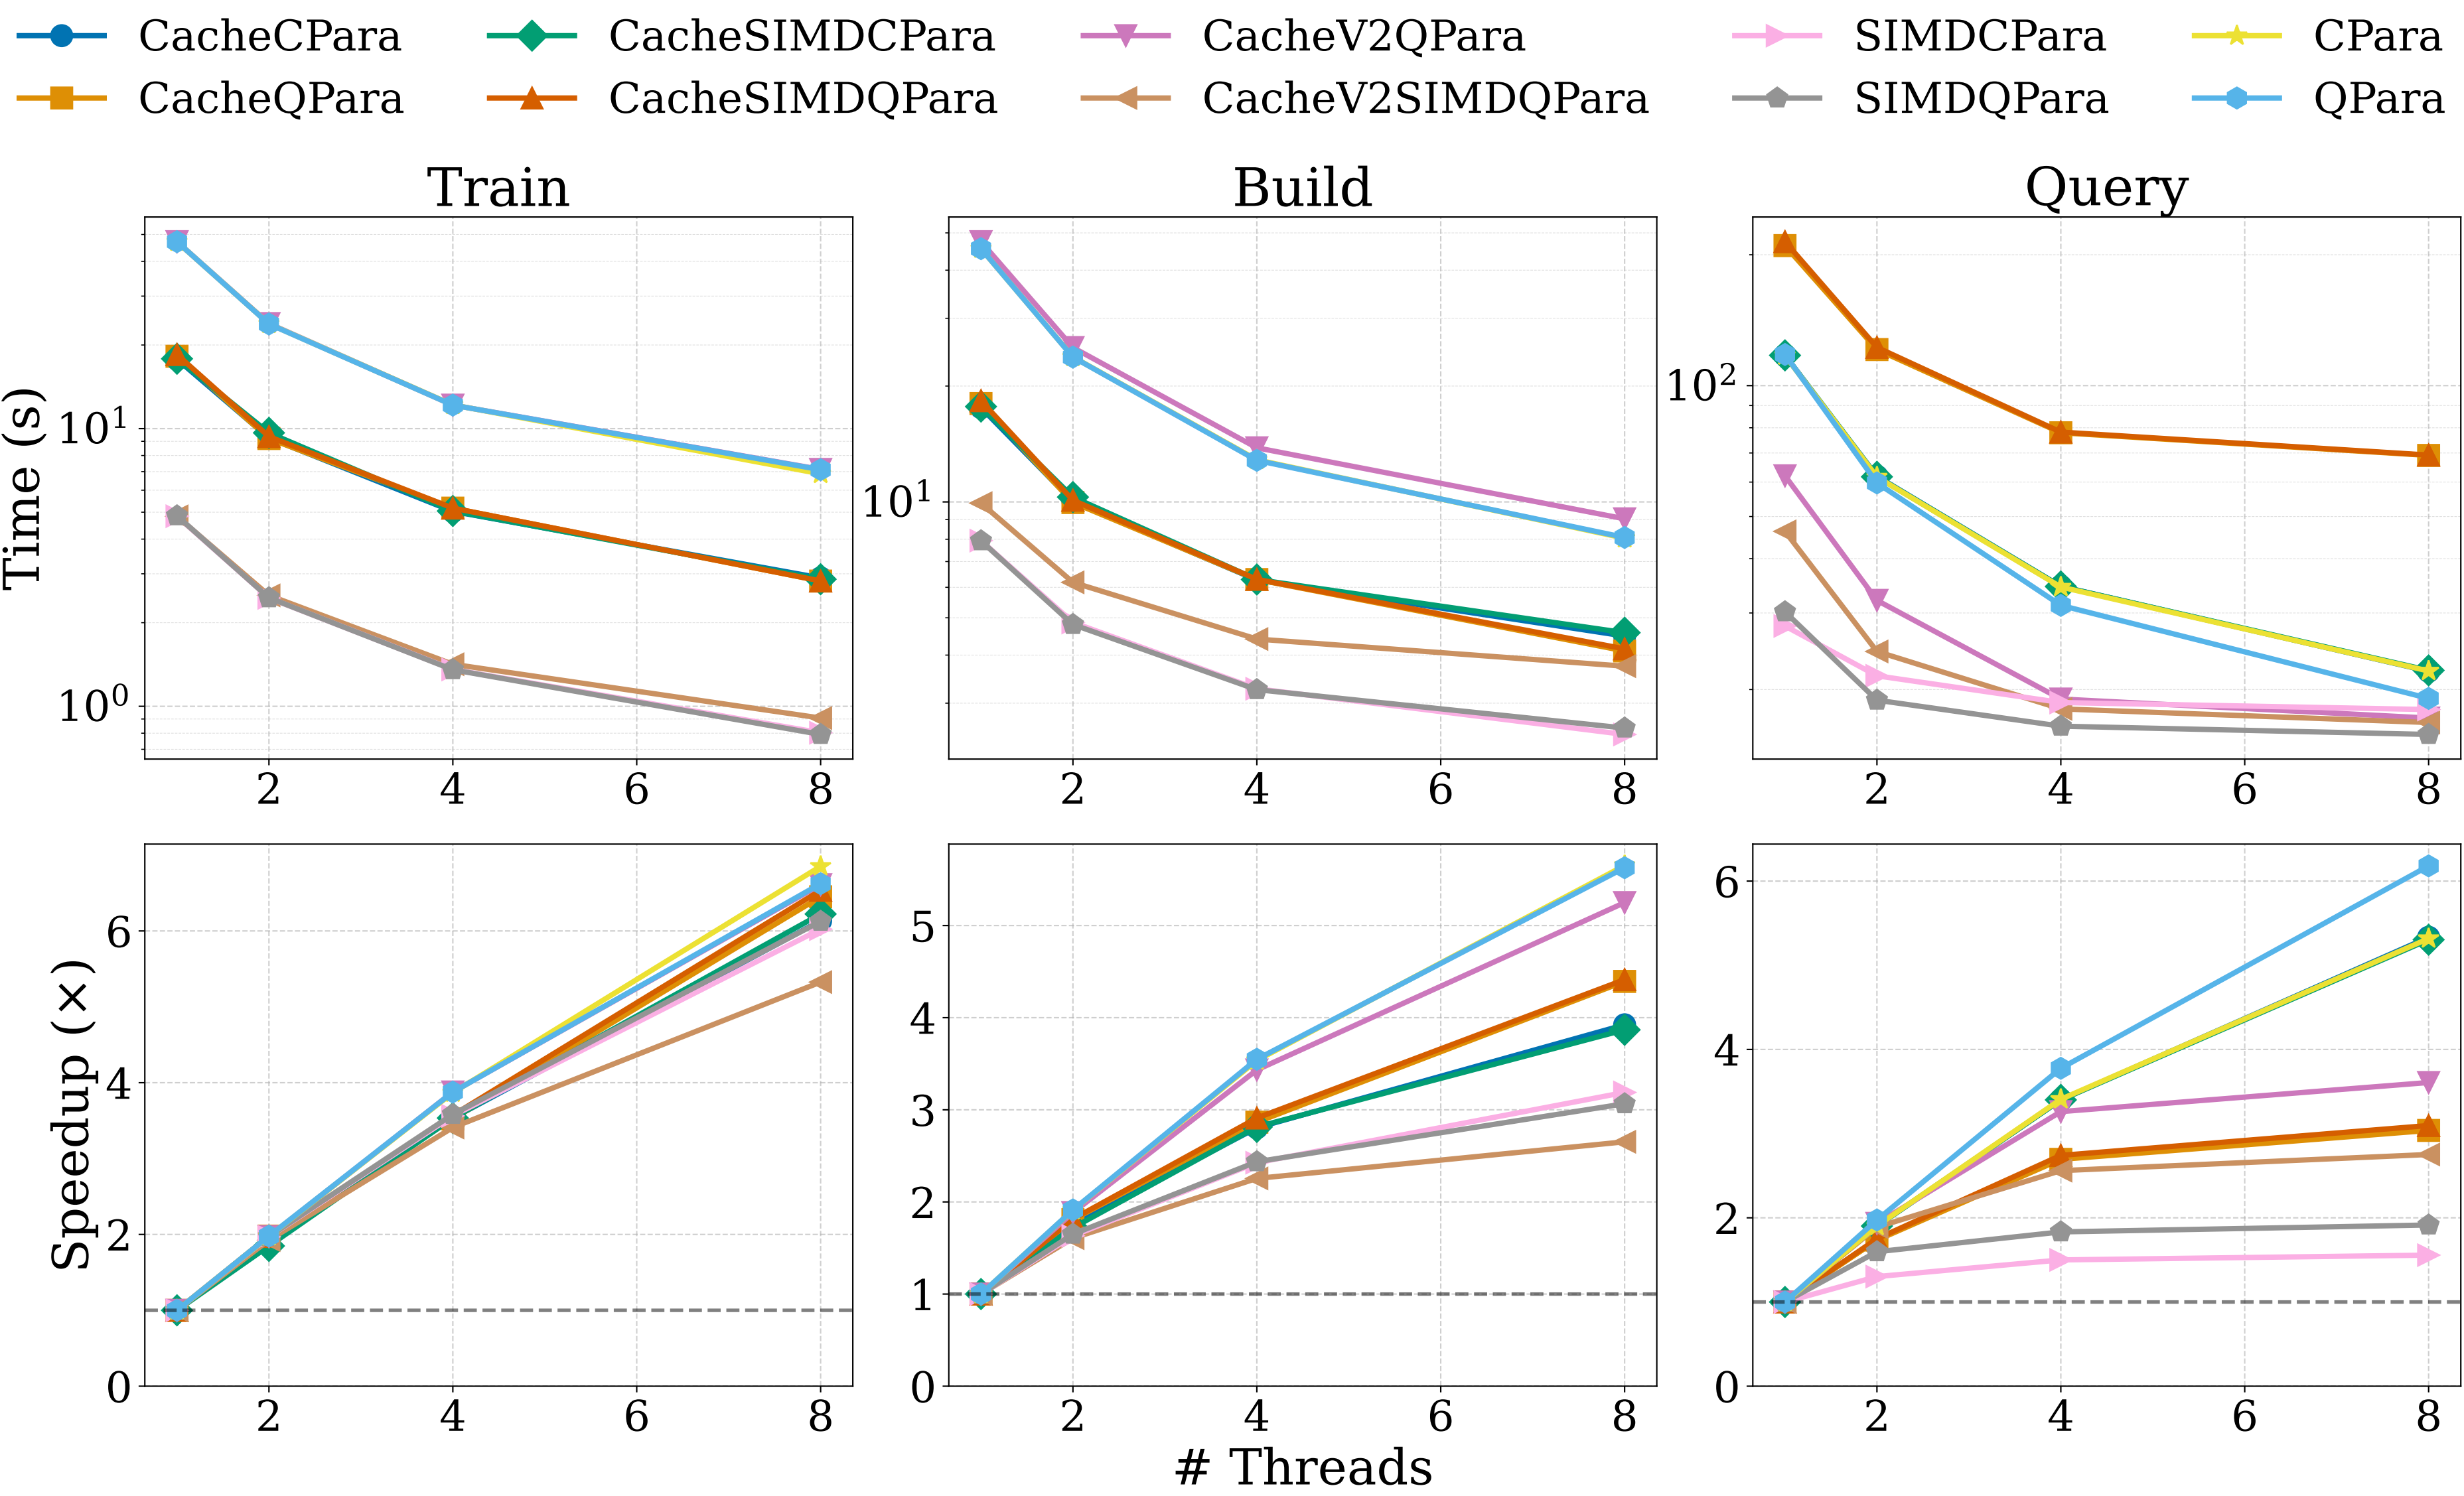 CacheCPara CacheSIMDCPara CacheV2QPara SIMDCPara CPara
CacheQPara CacheSIMDQPara CacheV2SIMDQPara SIMDQPara QPara
Train Build Query
Time (s)
10¹
10⁰
2 4 6 8
10¹
2 4 6 8
10²
2 4 6 8
Speedup (×)
6
4
2
0
2 4 6 8
5
4
3
2
1
0
2 4 6 8
6
4
2
0
2 4 6 8
# Threads